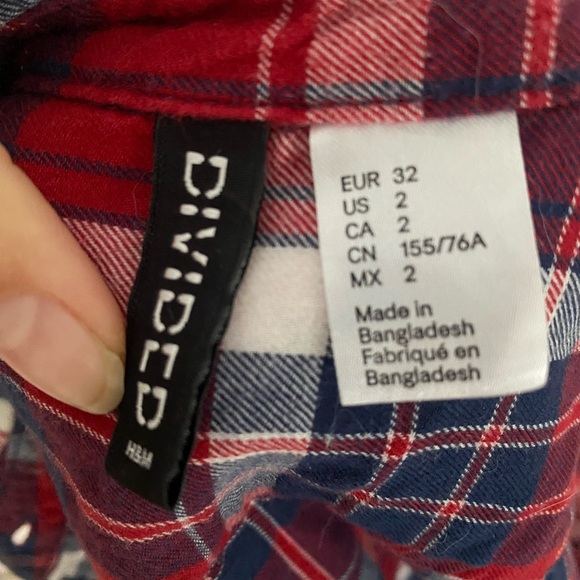 DIVIDED
H&M
EUR 32
US 2
CA 2
CN 155/76A
MX 2
Made in
Bangladesh
Fabriqué en
Bangladesh